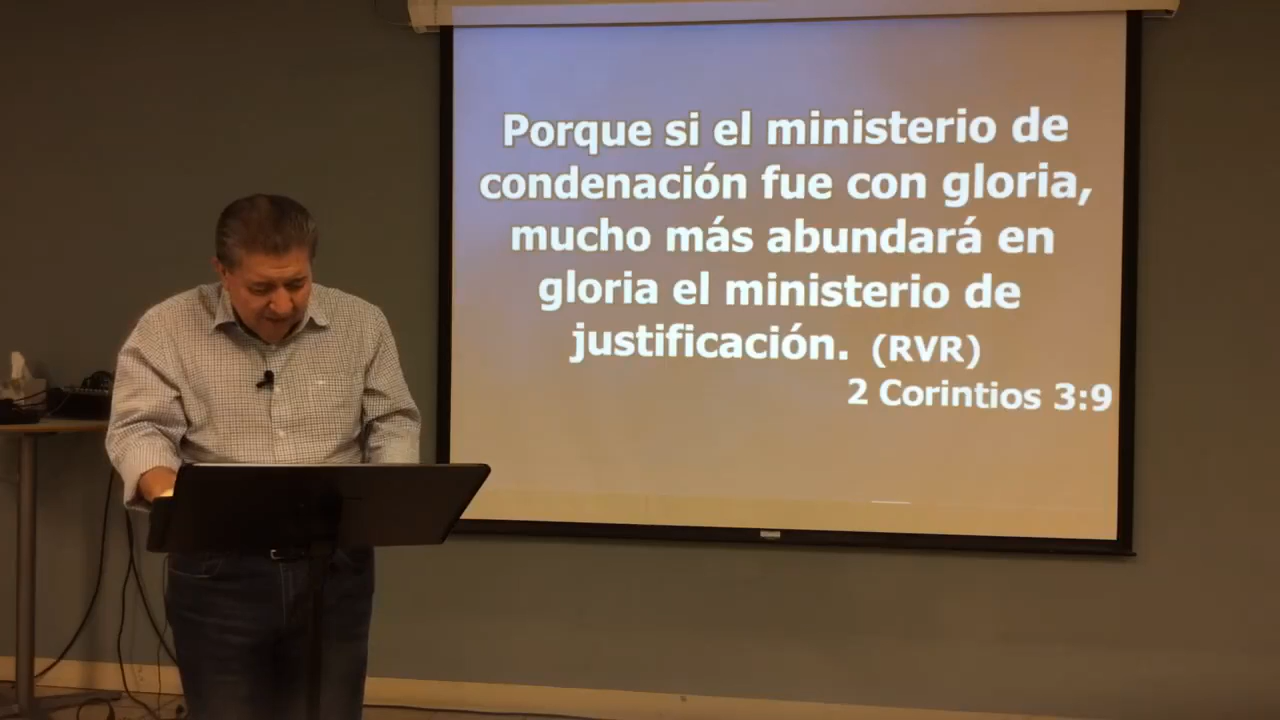 Porque si el ministerio de
condenación fue con gloria,
mucho más abundará en
gloria el ministerio de
justificación. (RVR)
2 Corintios 3:9